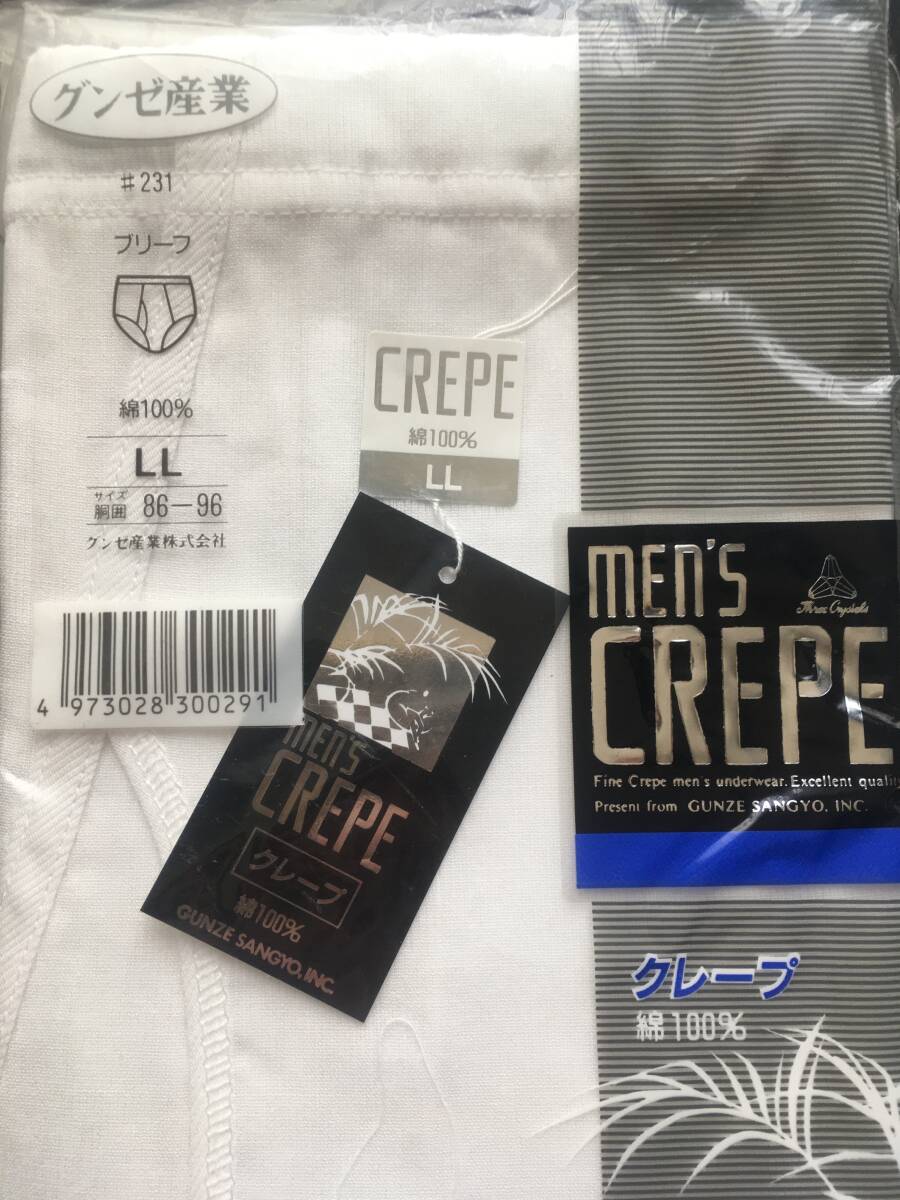 グンゼ産業
#231
ブリーフ
綿100%
LL
サイズ
胴囲 86-96
グンゼ産業株式会社
4 973028 300291
CREPE
綿100%
LL
MEN'S
CREPE
クレープ
綿100%
GUNZE SANGYO, INC.
MEN'S
Three Crystals
CREPE
Fine Crepe men's underwear. Excellent quali
Present from GUNZE SANGYO, INC.
クレープ
綿100%